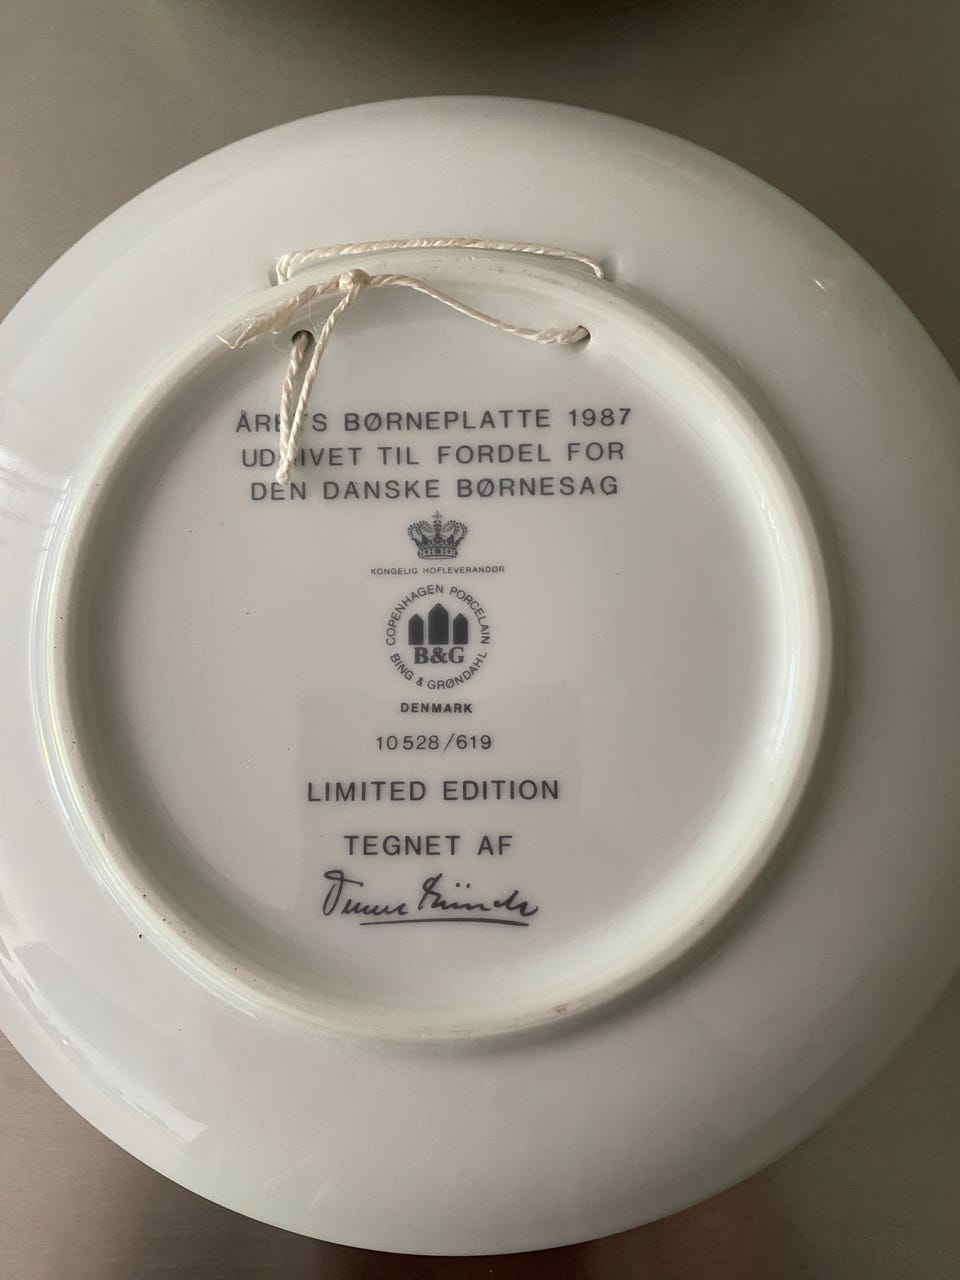 ÅRETS BØRNEPLATTE 1987
UDGIVET TIL FORDEL FOR
DEN DANSKE BØRNESAG
KONGELIG HOFLEVERANDØR
COPENHAGEN PORCELAIN
B&G
BING & GRØNDAHL
DENMARK
10528/619
LIMITED EDITION
TEGNET AF